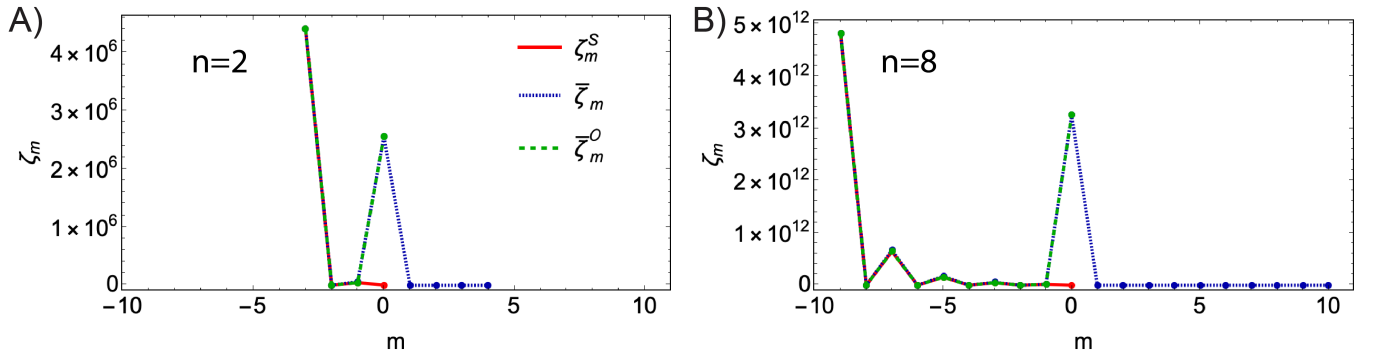 A)
n=2
ζ_m^S
ζ̄_m
ζ̄_m^O
ζ_m
4 × 10^6
3 × 10^6
2 × 10^6
1 × 10^6
0
−10 −5 0 5 10
m
B)
n=8
ζ_m
5 × 10^12
4 × 10^12
3 × 10^12
2 × 10^12
1 × 10^12
0
−10 −5 0 5 10
m